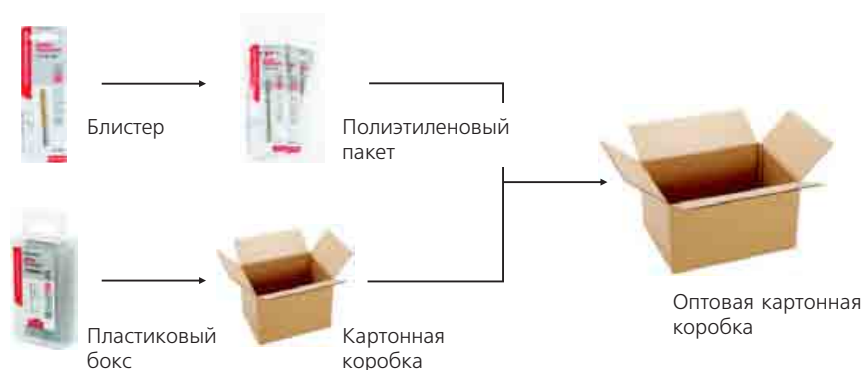 Блистер
Полиэтиленовый
пакет
Пластиковый
бокс
Картонная
коробка
Оптовая картонная
коробка